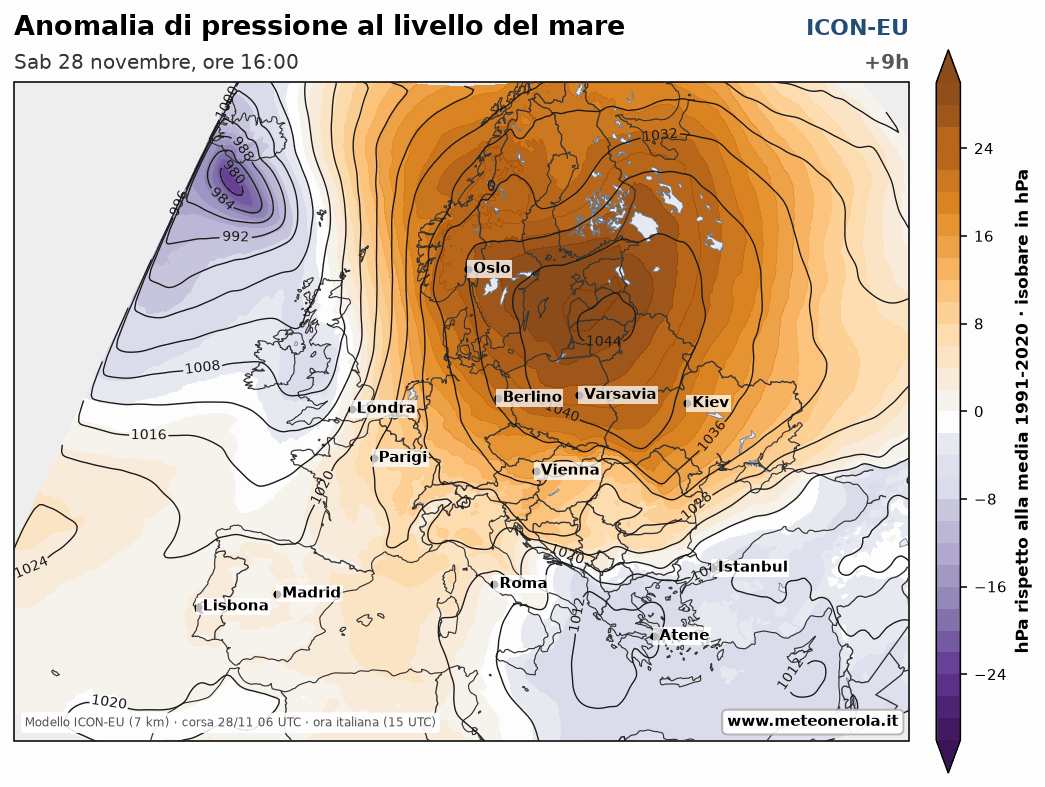 Anomalia di pressione al livello del mare
ICON-EU
Sab 28 novembre, ore 16:00
+9h
1000
988
980
984
996
992
1032
0
Oslo
1044
1008
Londra
Berlino
Varsavia
Kiev
1040
1016
1036
Parigi
Vienna
1020
1028
1024
1020
Istanbul
Roma
Madrid
Lisbona
1012
Atene
1012
1020
Modello ICON-EU (7 km) · corsa 28/11 06 UTC · ora italiana (15 UTC)
www.meteonerola.it
24
16
8
0
−8
−16
−24
hPa rispetto alla media 1991-2020 · isobare in hPa